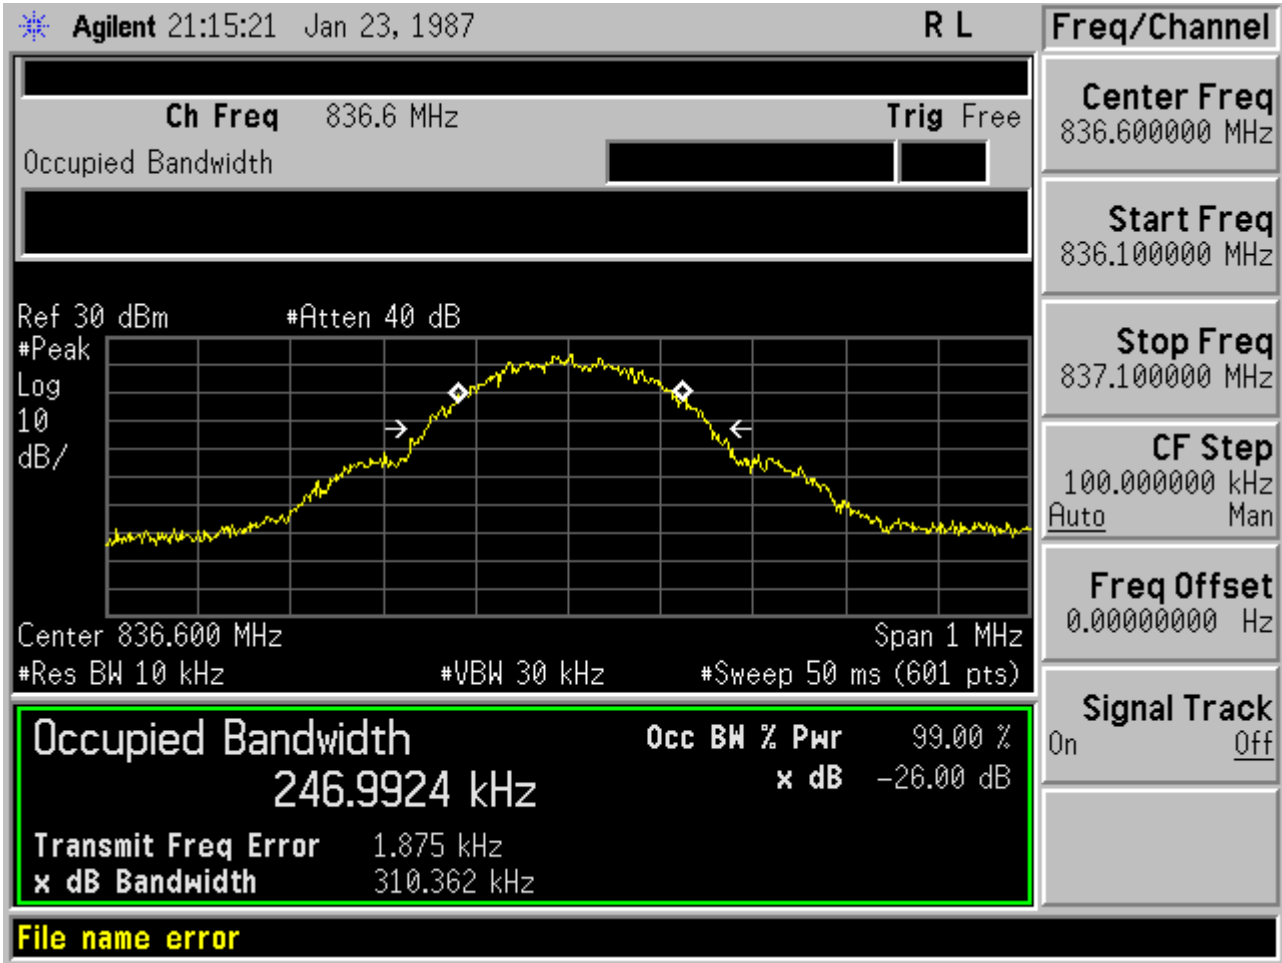 Agilent 21:15:21 Jan 23, 1987 R L
Freq/Channel
Ch Freq 836.6 MHz Trig Free
Occupied Bandwidth
Center Freq
836.600000 MHz
Start Freq
836.100000 MHz
Stop Freq
837.100000 MHz
CF Step
100.000000 kHz
Auto Man
Freq Offset
0.00000000 Hz
Signal Track
On Off
Ref 30 dBm #Atten 40 dB
#Peak
Log
10
dB/
Center 836.600 MHz Span 1 MHz
#Res BW 10 kHz #VBW 30 kHz #Sweep 50 ms (601 pts)
Occupied Bandwidth
246.9924 kHz
Occ BW % Pwr 99.00 %
x dB -26.00 dB
Transmit Freq Error 1.875 kHz
x dB Bandwidth 310.362 kHz
File name error